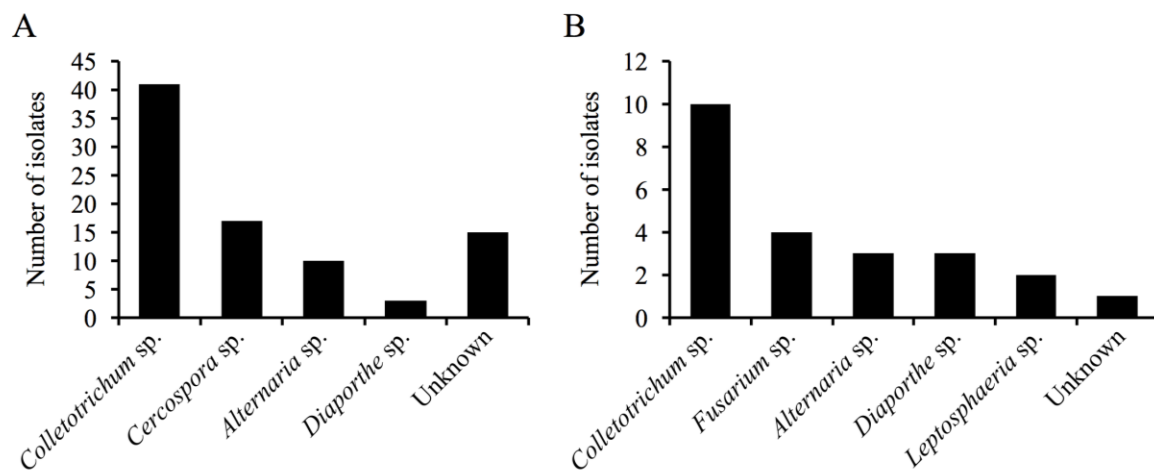 A
Number of isolates
45
40
35
30
25
20
15
10
5
0
Colletotrichum sp.
Cercospora sp.
Alternaria sp.
Diaporthe sp.
Unknown
B
Number of isolates
12
10
8
6
4
2
0
Colletotrichum sp.
Fusarium sp.
Alternaria sp.
Diaporthe sp.
Leptosphaeria sp.
Unknown